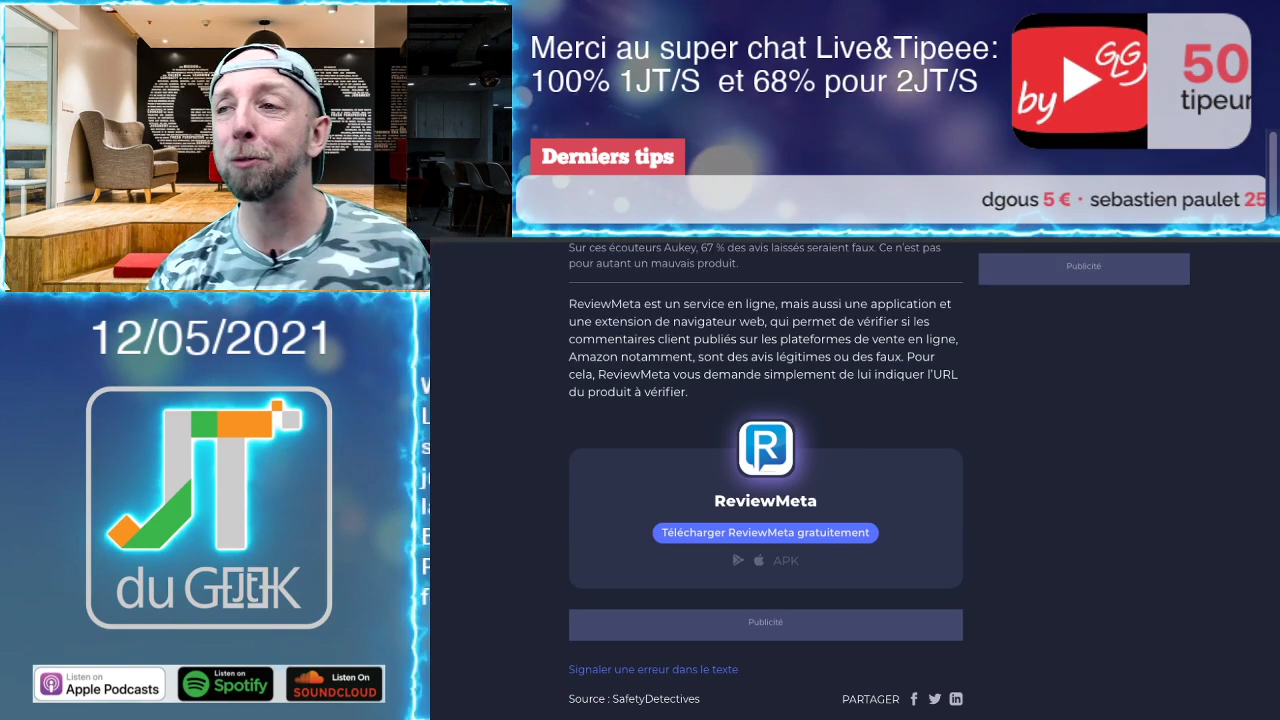 Merci au super chat Live&Tipeee:
100% 1JT/S et 68% pour 2JT/S
by GLG
50
tipeur
Derniers tips
dgous 5 € • sebastien paulet 25
12/05/2021
JT
du GEEK
Jt
Listen on
Apple Podcasts
Listen on
Spotify
Listen On
SOUNDCLOUD
Sur ces écouteurs Aukey, 67 % des avis laissés seraient faux. Ce n'est pas
pour autant un mauvais produit.
Publicité
ReviewMeta est un service en ligne, mais aussi une application et
une extension de navigateur web, qui permet de vérifier si les
commentaires client publiés sur les plateformes de vente en ligne,
Amazon notamment, sont des avis légitimes ou des faux. Pour
cela, ReviewMeta vous demande simplement de lui indiquer l'URL
du produit à vérifier.
R
ReviewMeta
Télécharger ReviewMeta gratuitement
APK
Publicité
Signaler une erreur dans le texte
Source : SafetyDetectives
PARTAGER